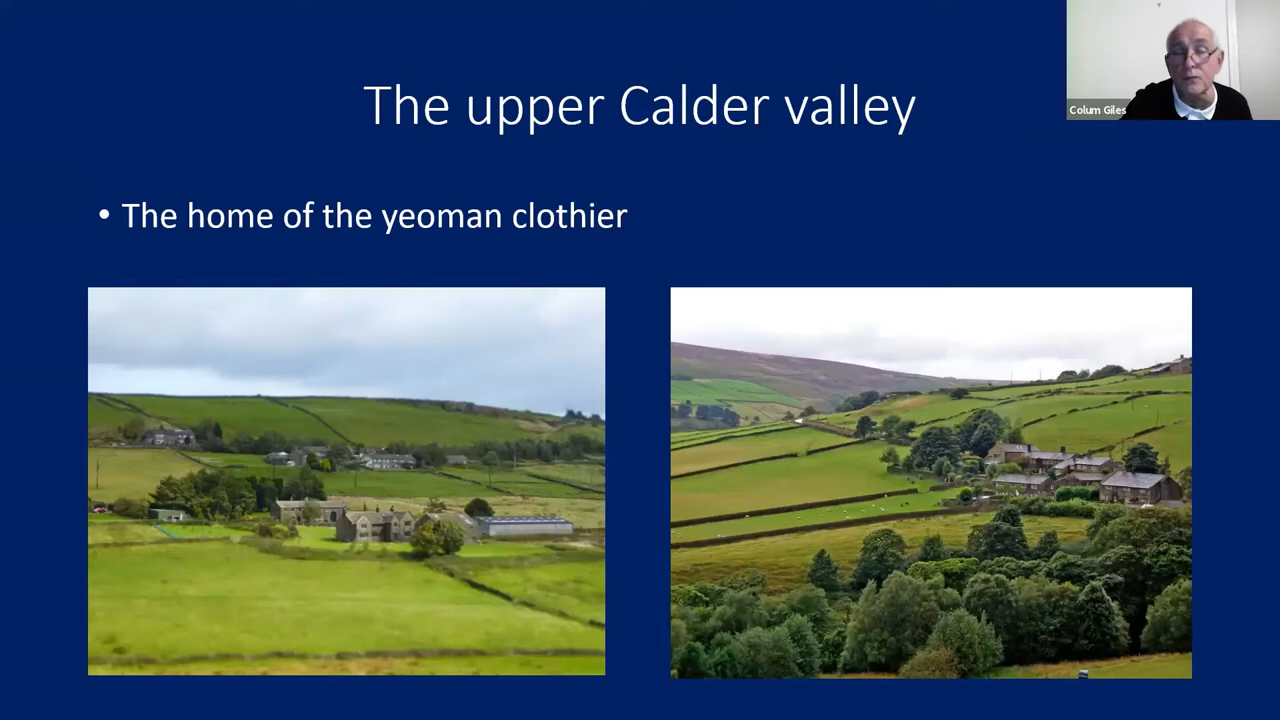 The upper Calder valley
Colum Giles
• The home of the yeoman clothier